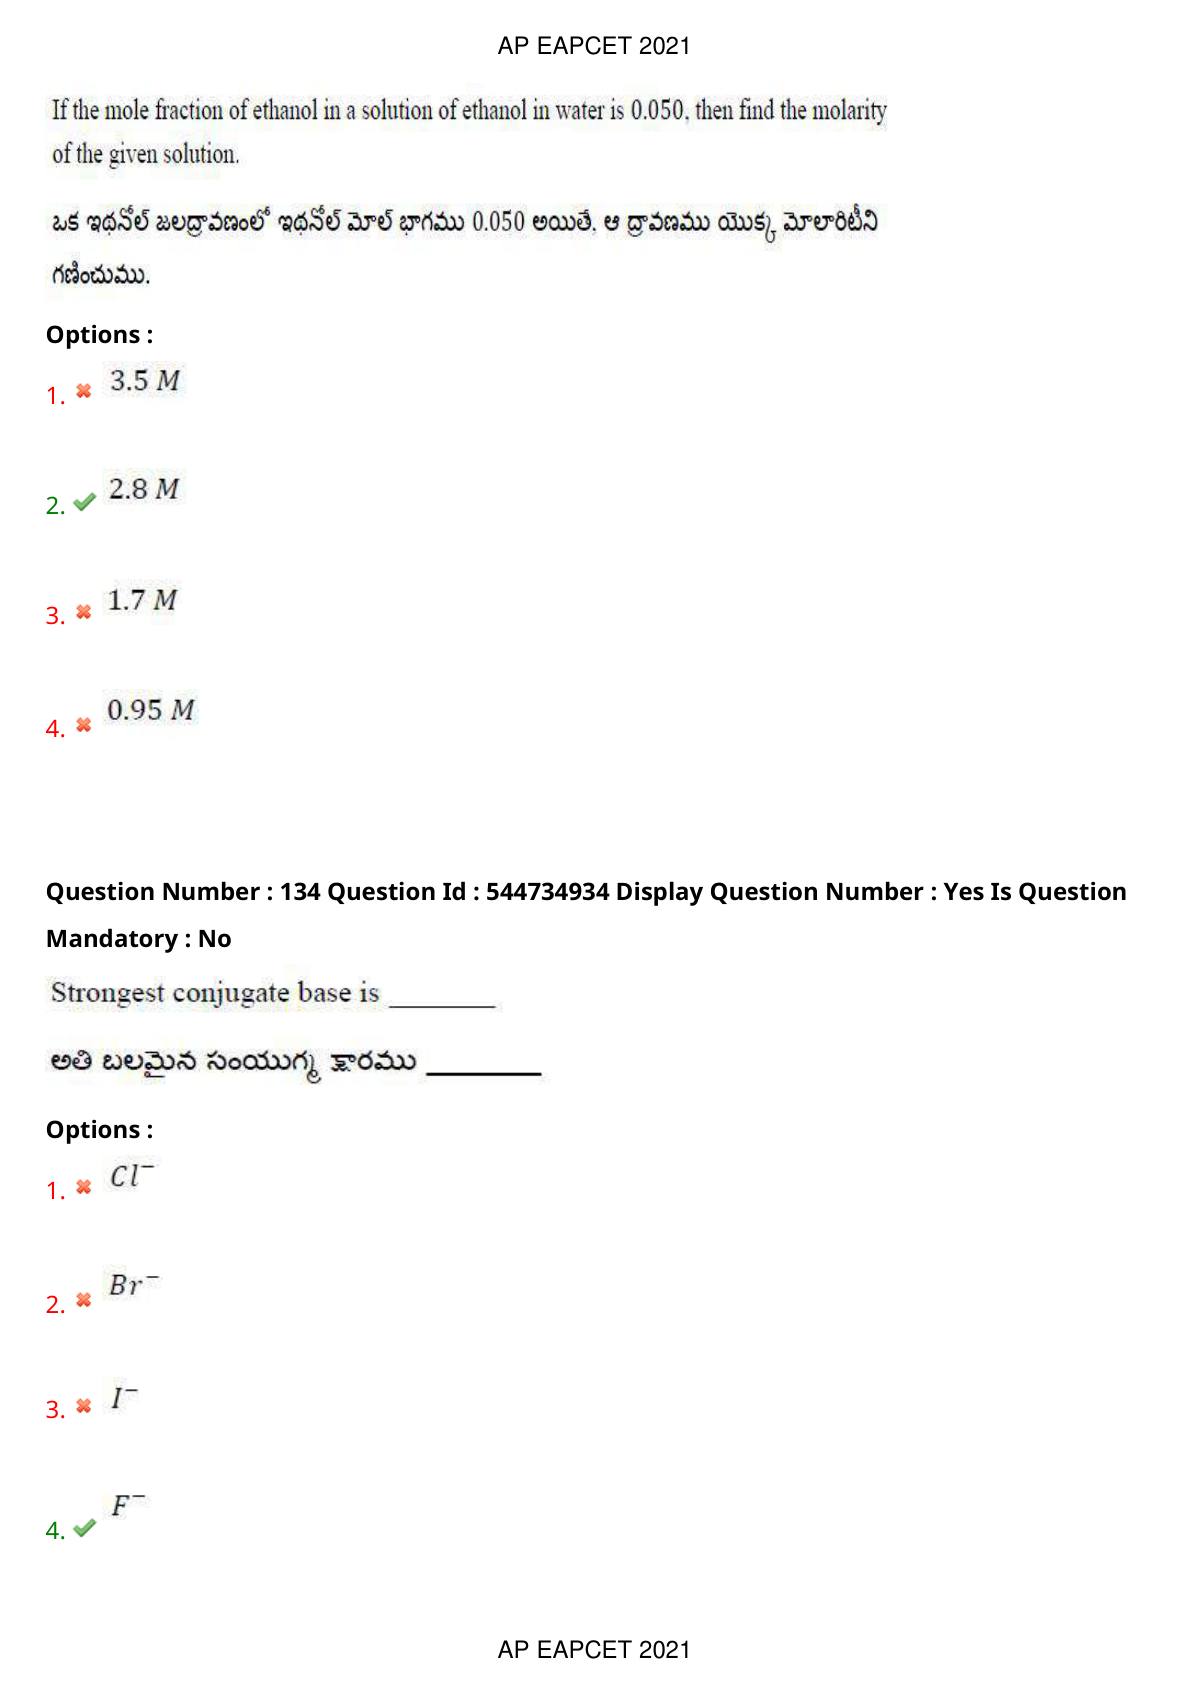 AP EAPCET 2021
If the mole fraction of ethanol in a solution of ethanol in water is 0.050, then find the molarity
of the given solution.
ఒక ఇథనోల్ జలద్రావణంలో ఇథనోల్ మోల్ భాగము 0.050 అయితే, ఆ ద్రావణము యొక్క మోలారిటీని
గణించుము.
Options :
1. 3.5 M
2. 2.8 M
3. 1.7 M
4. 0.95 M
Question Number : 134 Question Id : 544734934 Display Question Number : Yes Is Question
Mandatory : No
Strongest conjugate base is ________
అతి బలమైన సంయుగ్మ క్షారము ________
Options :
1. Cl⁻
2. Br⁻
3. I⁻
4. F⁻
AP EAPCET 2021